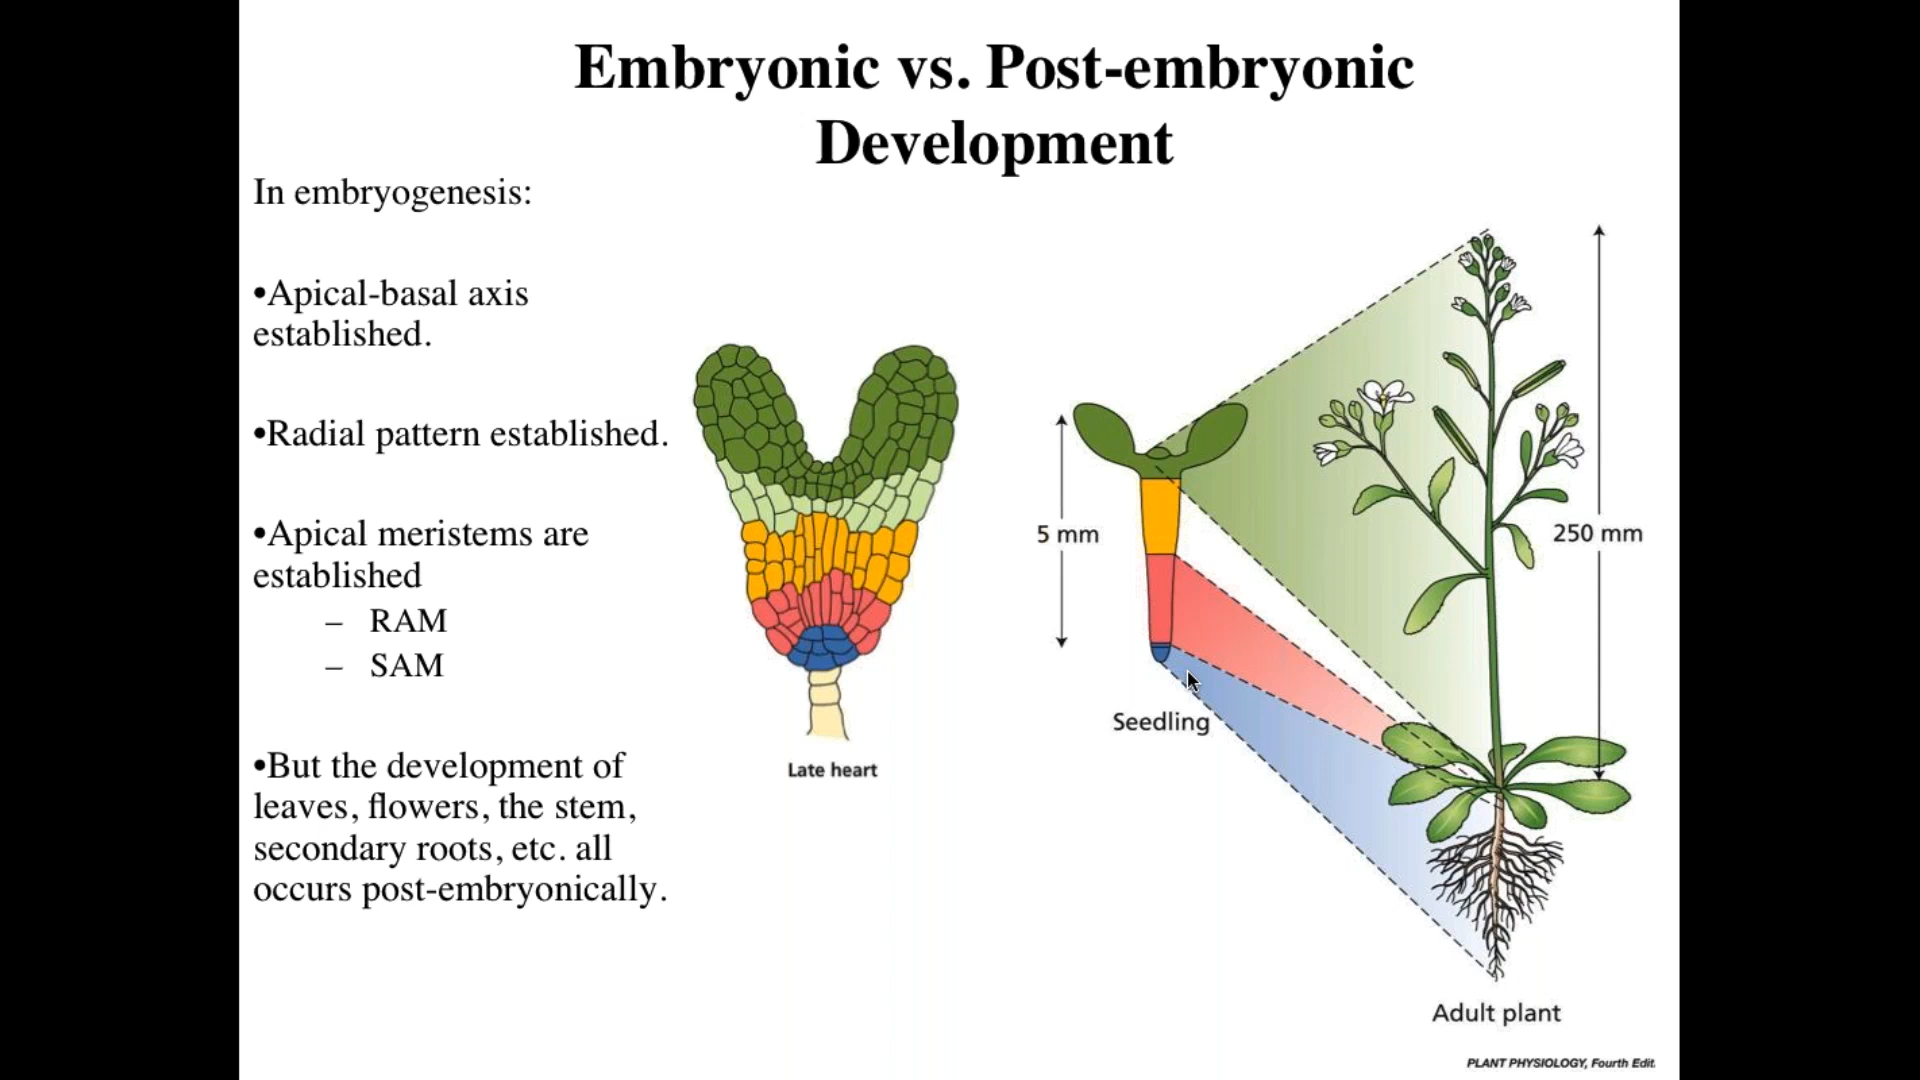 Embryonic vs. Post-embryonic
Development
In embryogenesis:
•Apical-basal axis
established.
•Radial pattern established.
•Apical meristems are
established
– RAM
– SAM
•But the development of
leaves, flowers, the stem,
secondary roots, etc. all
occurs post-embryonically.
Late heart
5 mm
Seedling
250 mm
Adult plant
PLANT PHYSIOLOGY, Fourth Edit